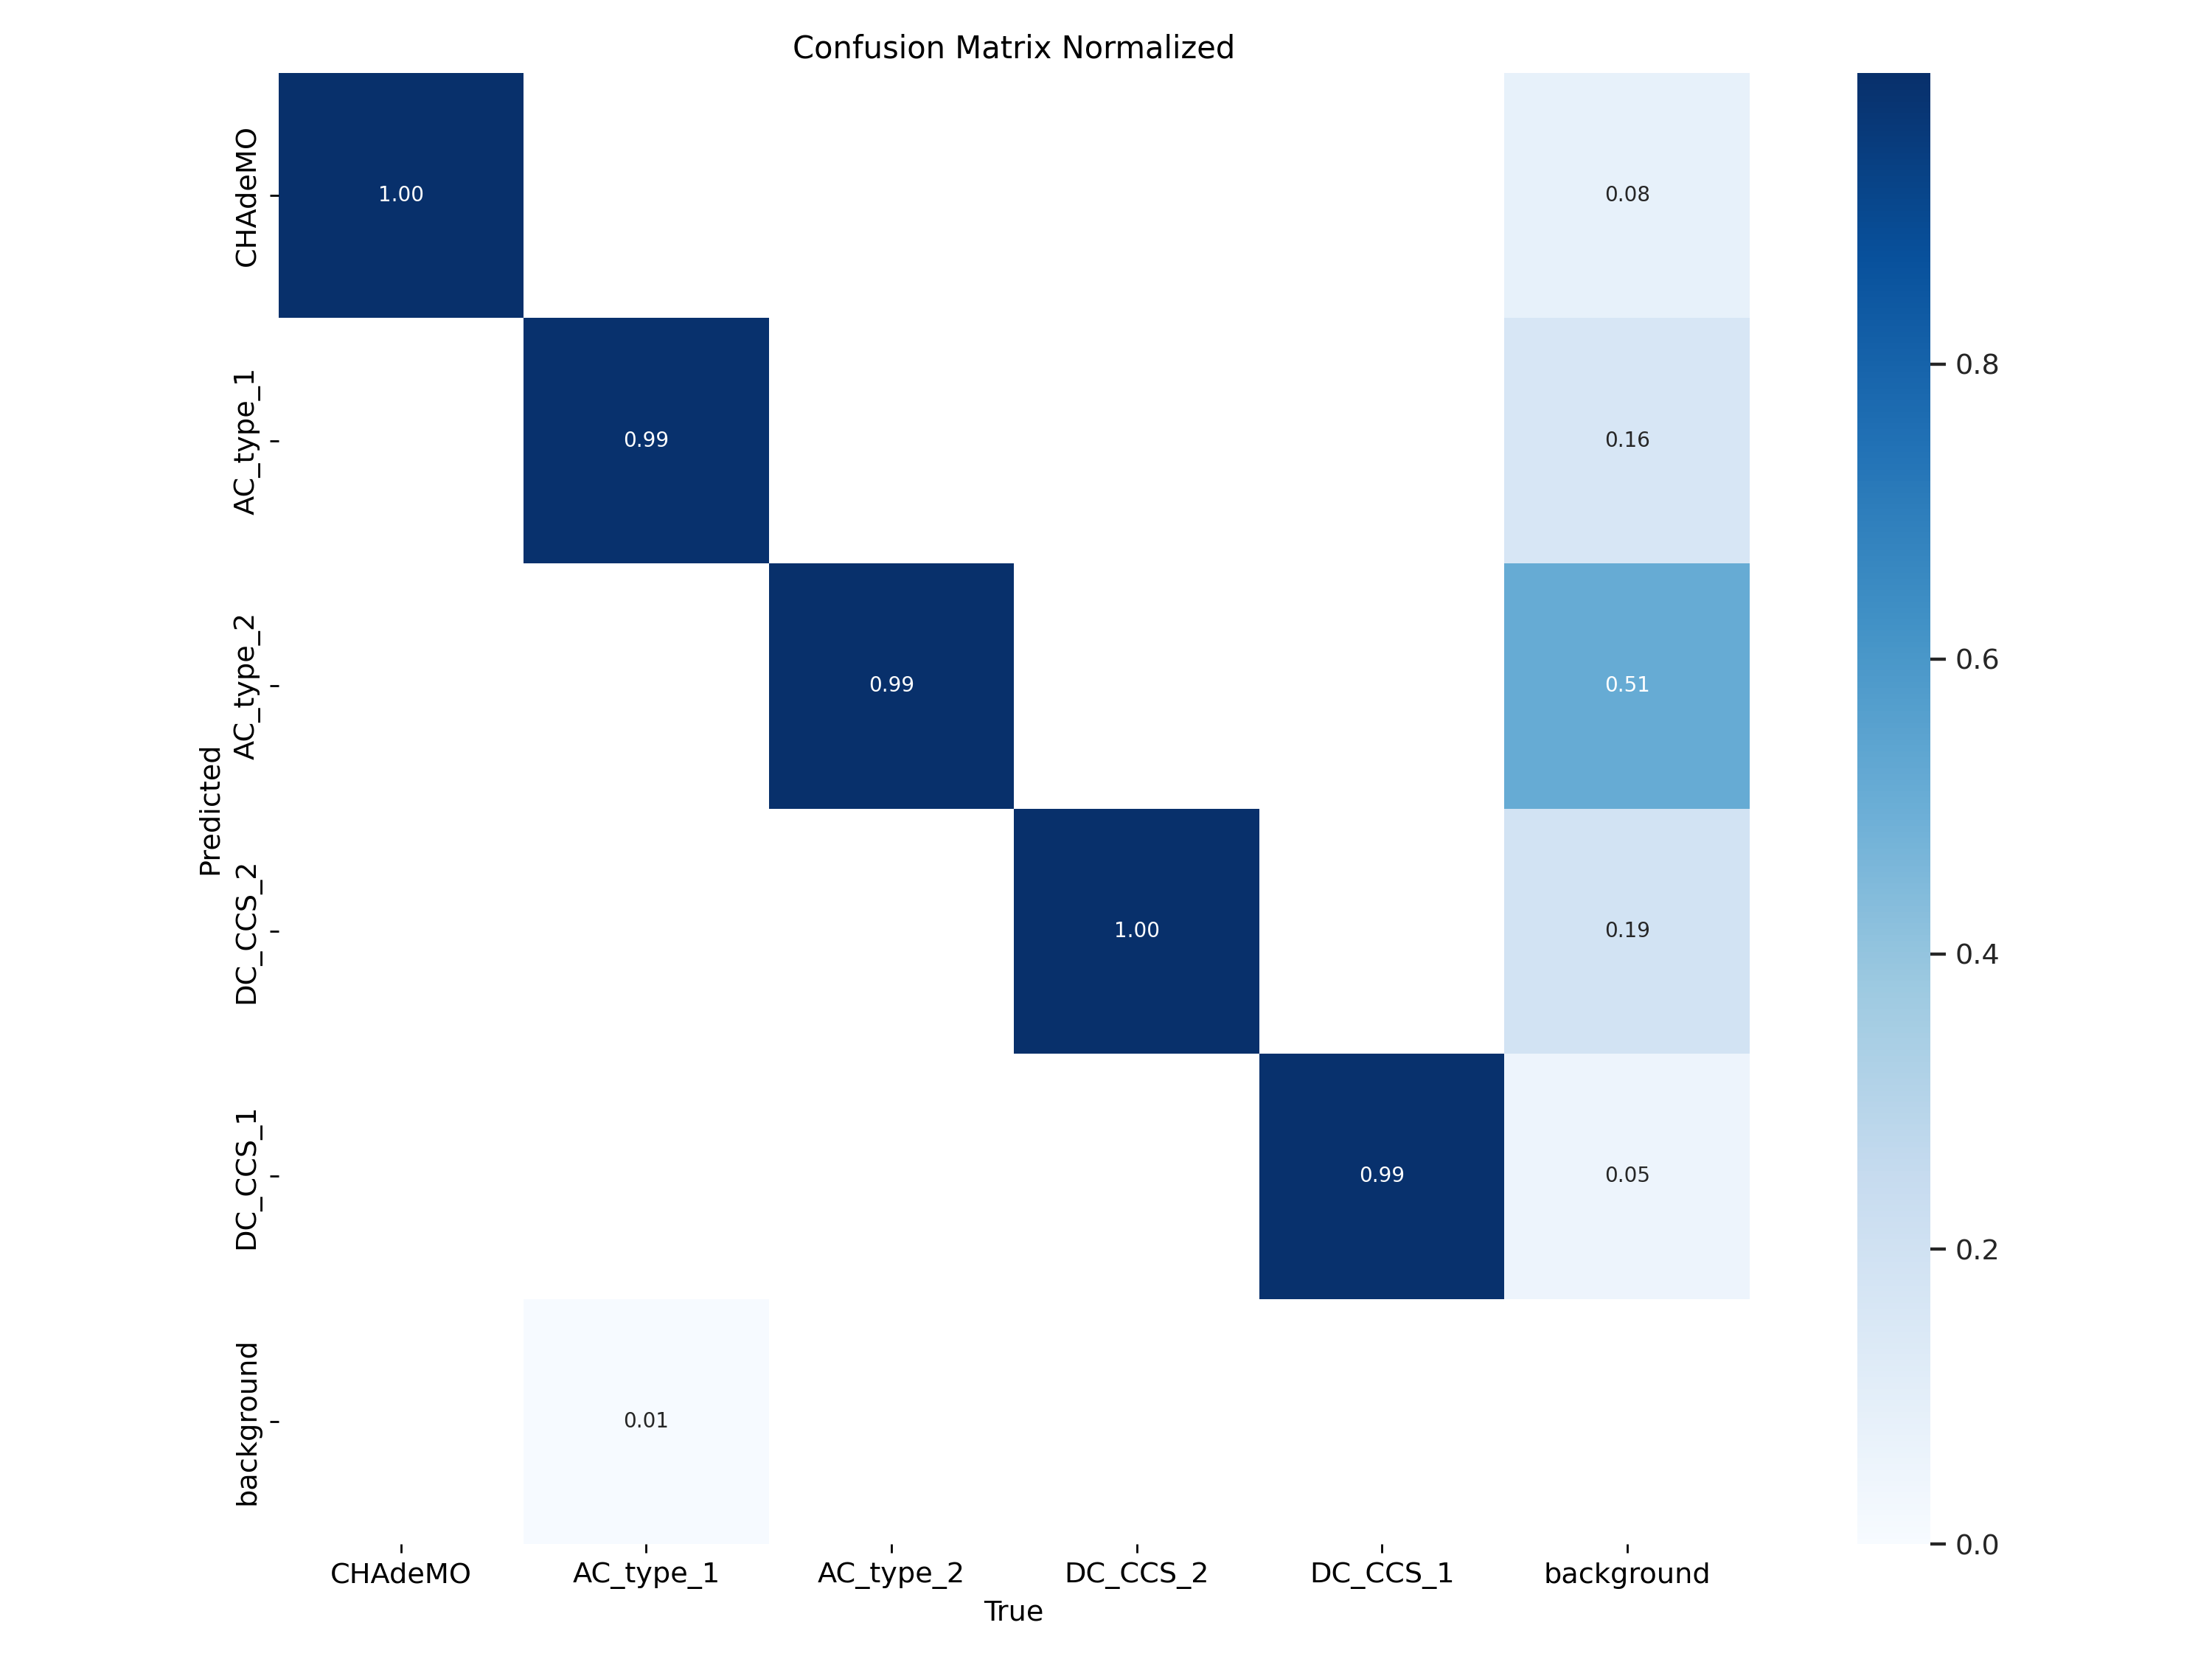 Confusion Matrix Normalized
CHAdeMO
1.00
0.08
AC_type_1
0.99
0.16
0.8
AC_type_2
0.99
0.51
0.6
Predicted
DC_CCS_2
1.00
0.19
0.4
DC_CCS_1
0.99
0.05
0.2
background
0.01
0.0
CHAdeMO AC_type_1 AC_type_2 DC_CCS_2 DC_CCS_1 background
True